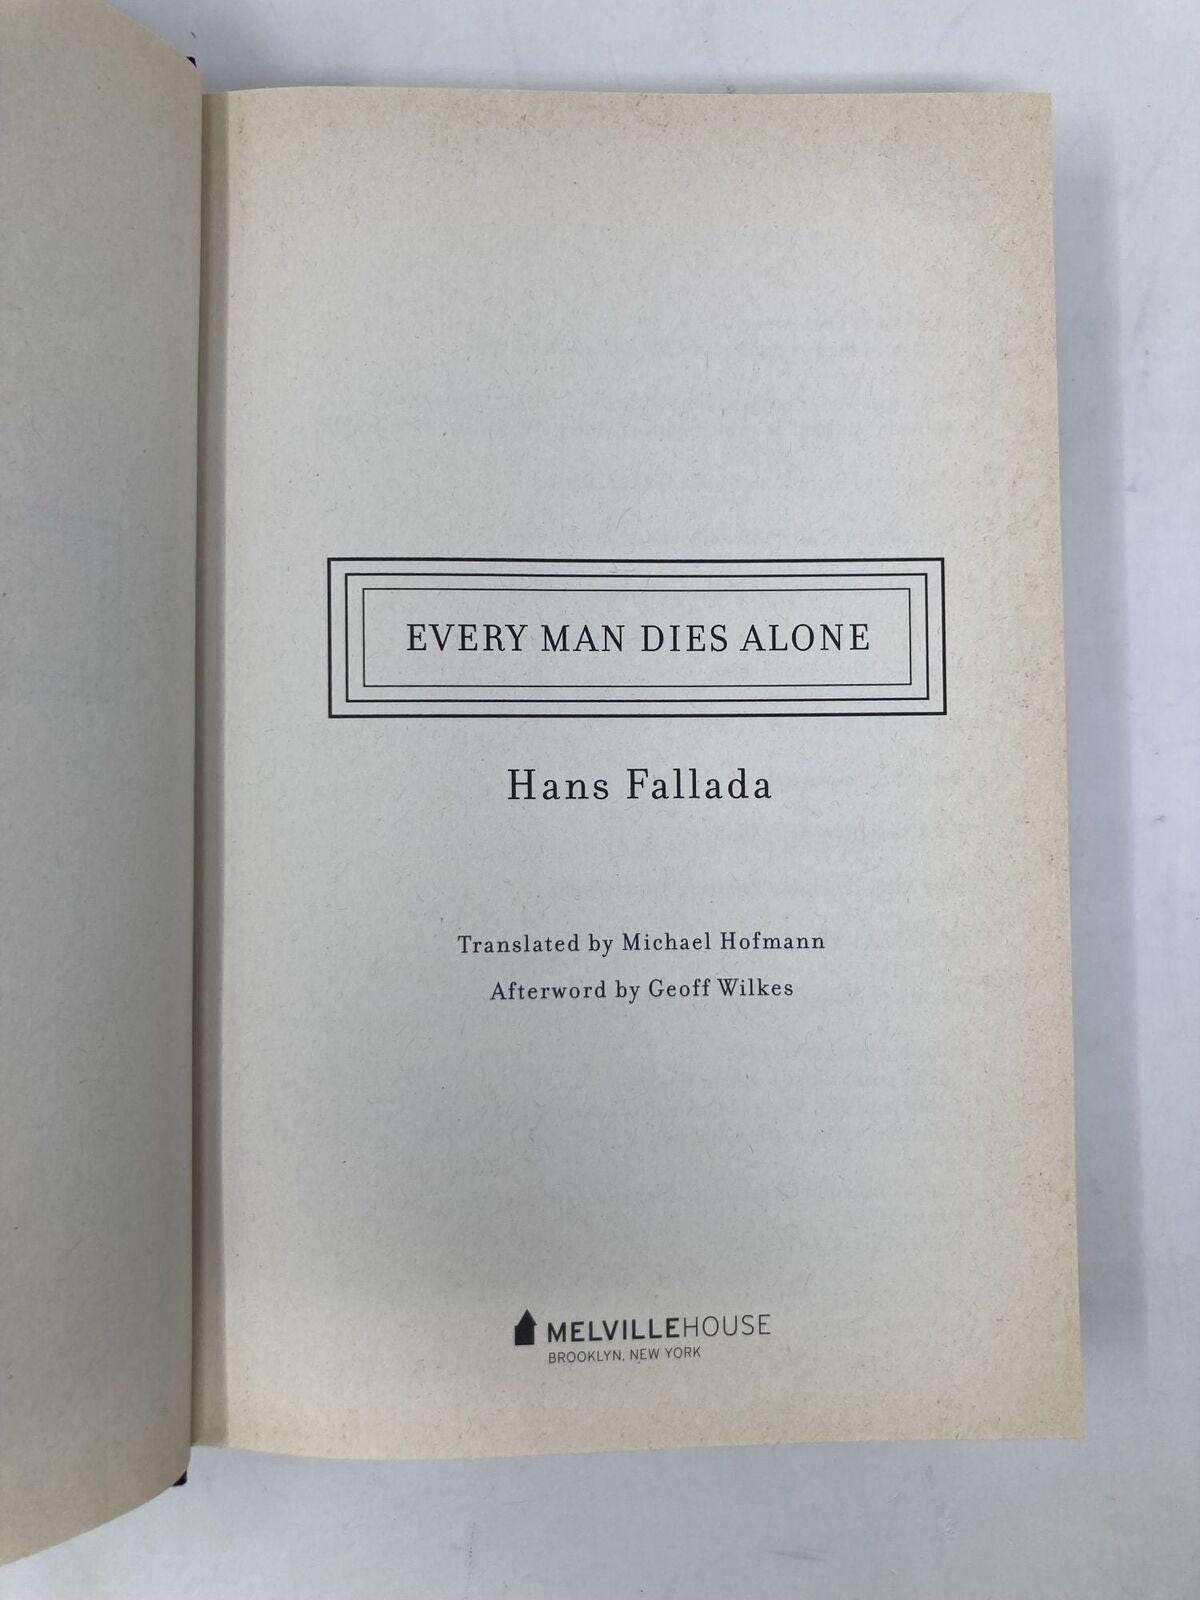 EVERY MAN DIES ALONE
Hans Fallada
Translated by Michael Hofmann
Afterword by Geoff Wilkes
MELVILLEHOUSE
BROOKLYN, NEW YORK